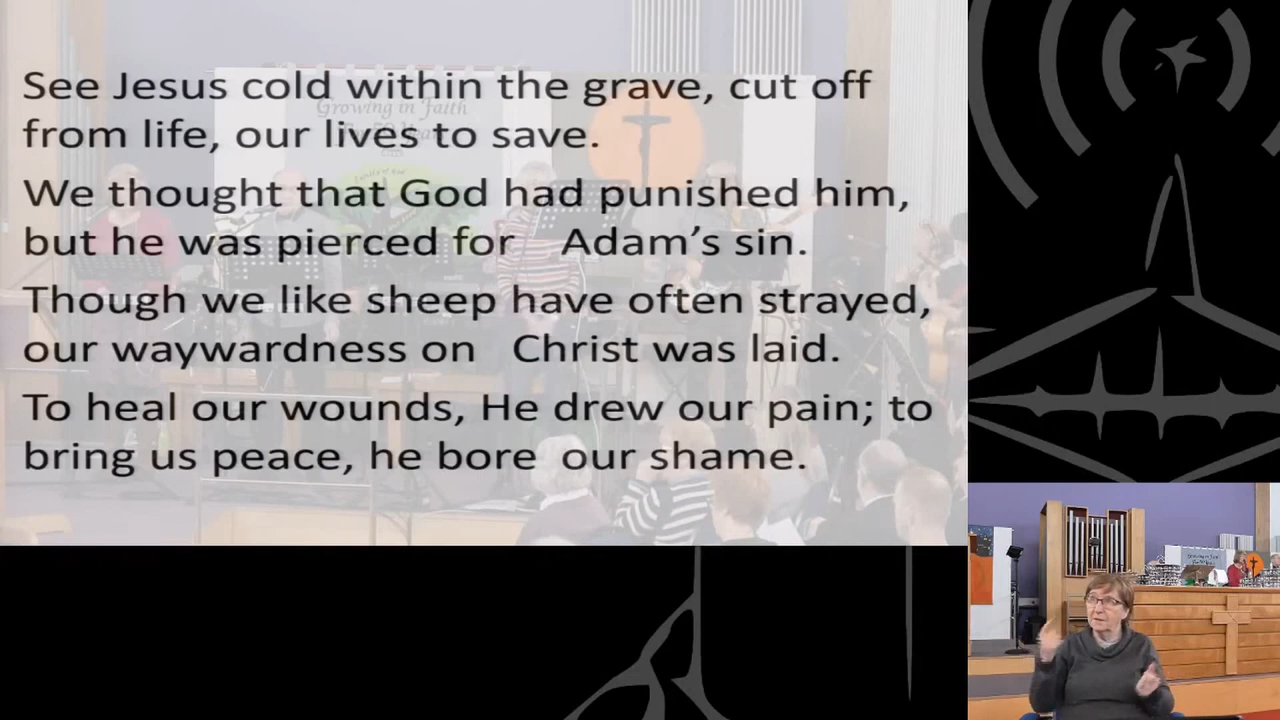 See Jesus cold within the grave, cut off
from life, our lives to save.
We thought that God had punished him,
but he was pierced for Adam’s sin.
Though we like sheep have often strayed,
our waywardness on Christ was laid.
To heal our wounds, He drew our pain; to
bring us peace, he bore our shame.
Growing in Faith